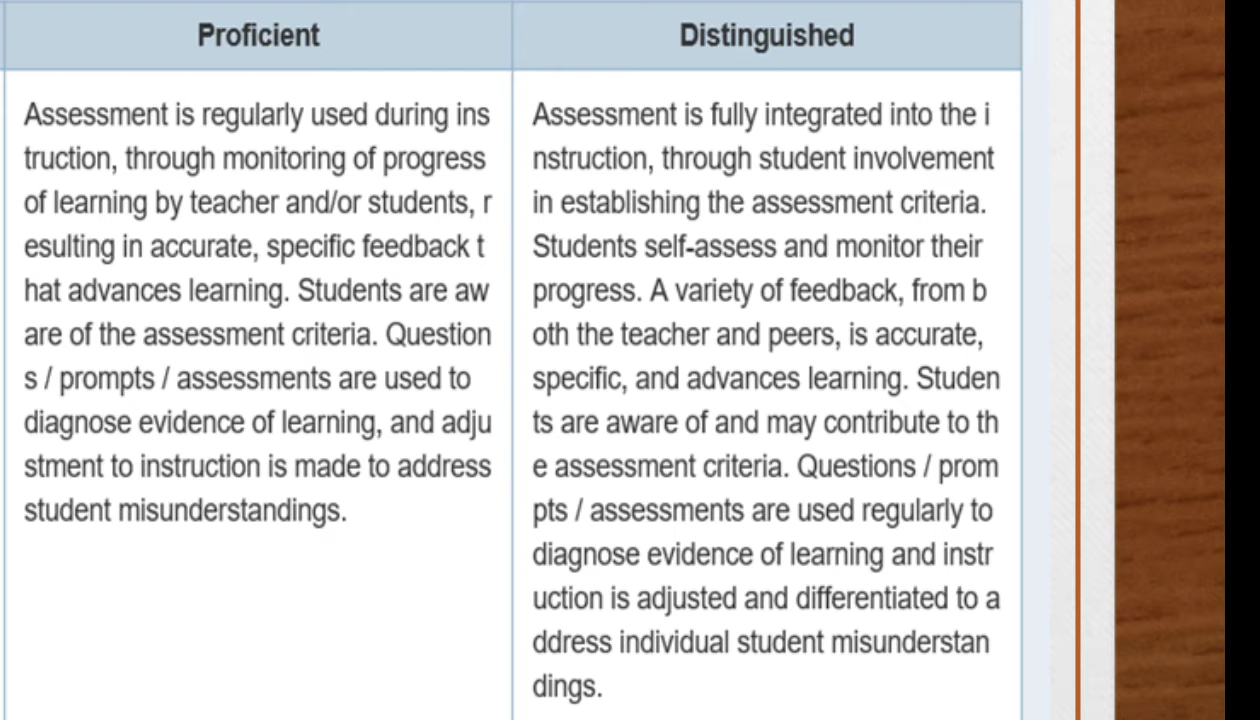 Proficient
Distinguished
Assessment is regularly used during ins
truction, through monitoring of progress
of learning by teacher and/or students, r
esulting in accurate, specific feedback t
hat advances learning. Students are aw
are of the assessment criteria. Question
s / prompts / assessments are used to
diagnose evidence of learning, and adju
stment to instruction is made to address
student misunderstandings.
Assessment is fully integrated into the i
nstruction, through student involvement
in establishing the assessment criteria.
Students self-assess and monitor their
progress. A variety of feedback, from b
oth the teacher and peers, is accurate,
specific, and advances learning. Studen
ts are aware of and may contribute to th
e assessment criteria. Questions / prom
pts / assessments are used regularly to
diagnose evidence of learning and instr
uction is adjusted and differentiated to a
ddress individual student misunderstan
dings.